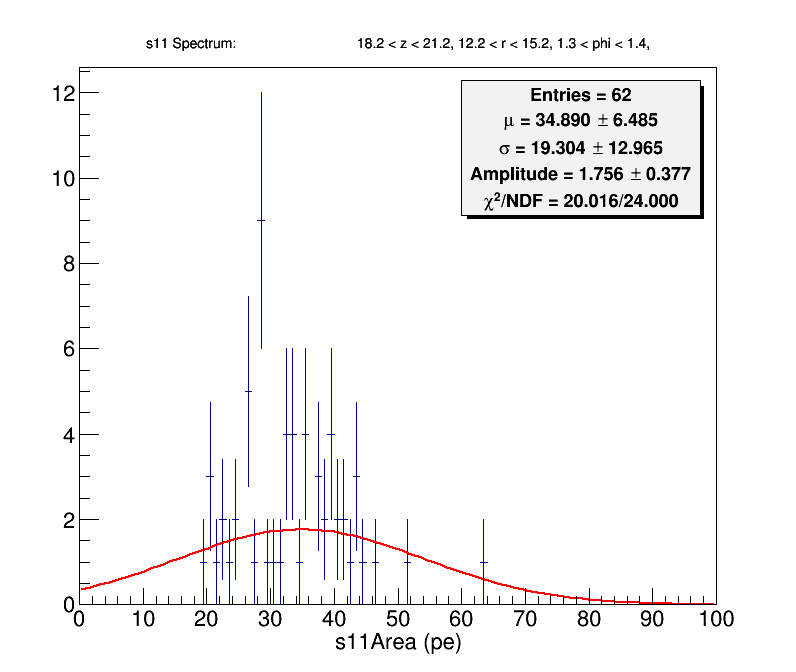 s11 Spectrum: 18.2 < z < 21.2, 12.2 < r < 15.2, 1.3 < phi < 1.4,
Entries = 62
μ = 34.890 ± 6.485
σ = 19.304 ± 12.965
Amplitude = 1.756 ± 0.377
χ²/NDF = 20.016/24.000
12
10
8
6
4
2
0
0 10 20 30 40 50 60 70 80 90 100
s11Area (pe)